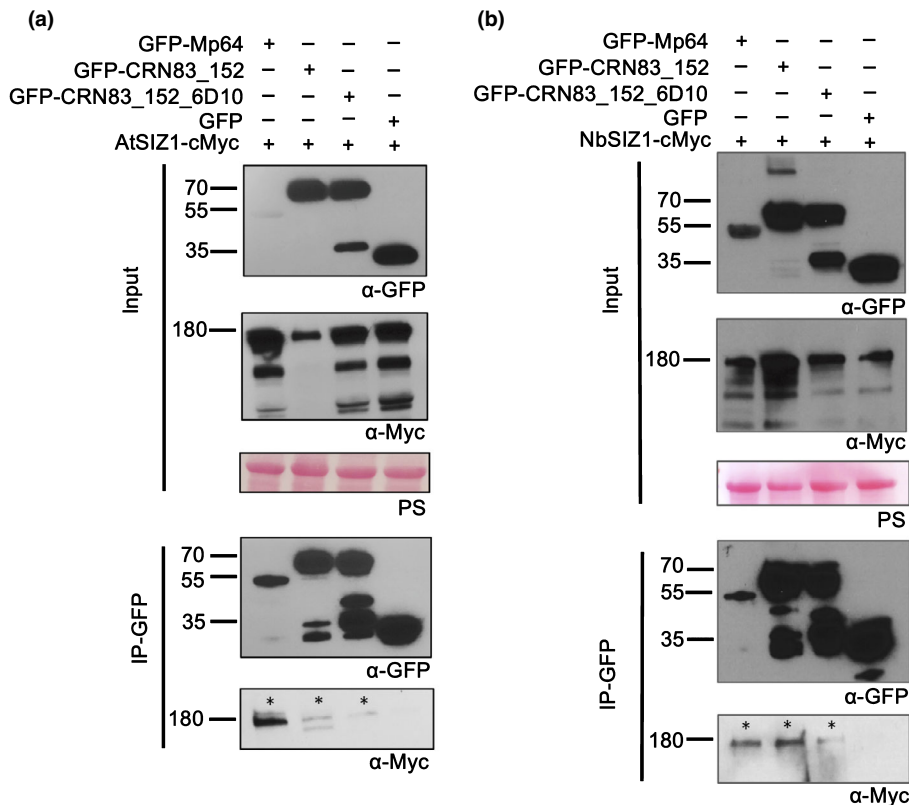 (a)
GFP-Mp64 + – – –
GFP-CRN83_152 – + – –
GFP-CRN83_152_6D10 – – + –
GFP – – – +
AtSIZ1-cMyc + + + +
Input
70
55
35
α-GFP
180
α-Myc
PS
IP-GFP
70
55
35
α-GFP
* * *
180
α-Myc
(b)
GFP-Mp64 + – – –
GFP-CRN83_152 – + – –
GFP-CRN83_152_6D10 – – + –
GFP – – – +
NbSIZ1-cMyc + + + +
Input
70
55
35
α-GFP
180
α-Myc
PS
IP-GFP
70
55
35
α-GFP
* * *
180
α-Myc